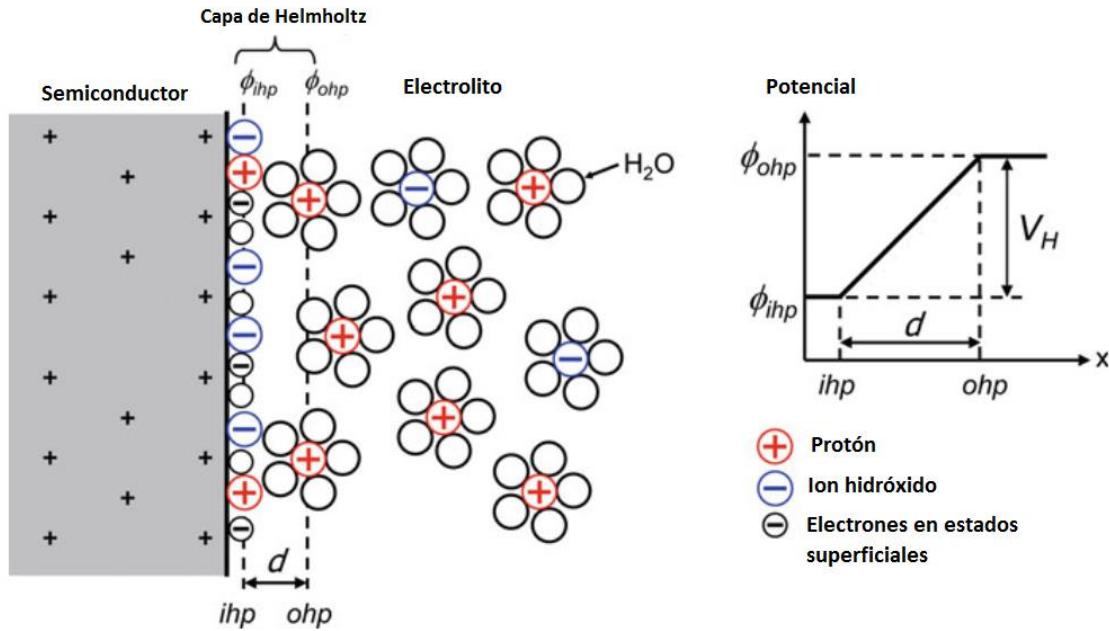 Capa de Helmholtz
ϕihp ϕohp
Semiconductor
Electrolito
H₂O
d
ihp ohp
Potencial
ϕohp
VH
ϕihp
d
x
ihp ohp
Protón
Ion hidróxido
Electrones en estados
superficiales